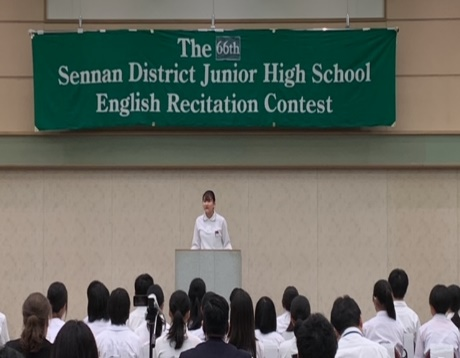 The 66th
Sennan District Junior High School
English Recitation Contest